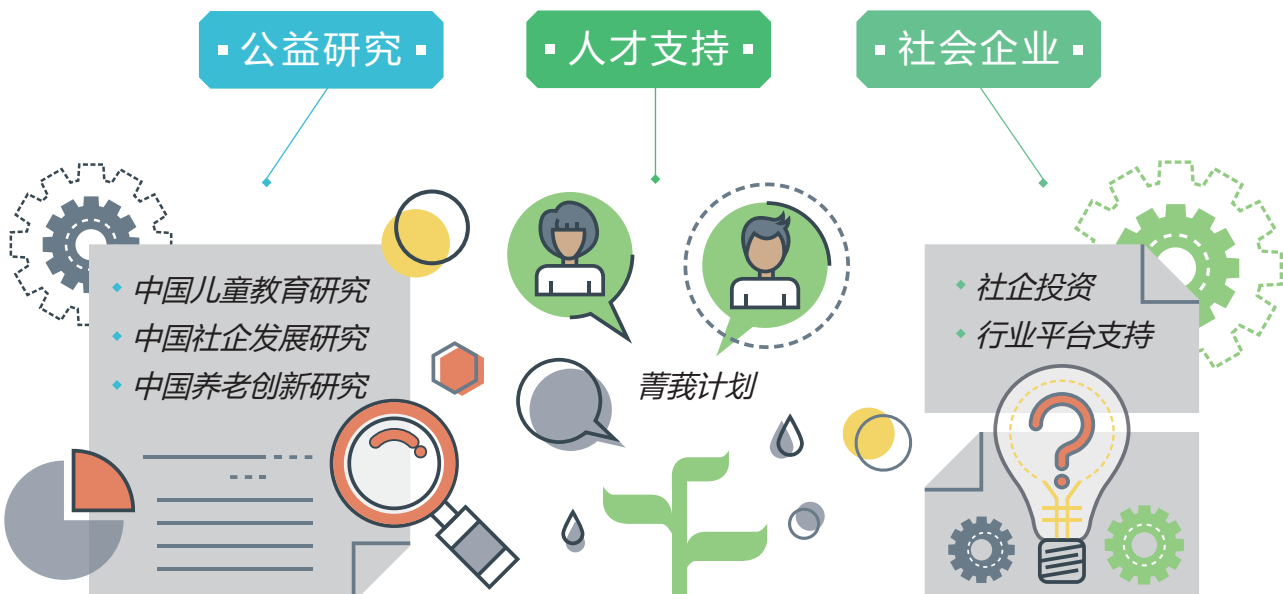 公益研究
人才支持
社会企业
中国儿童教育研究
中国社企发展研究
中国养老创新研究
菁莪计划
社企投资
行业平台支持